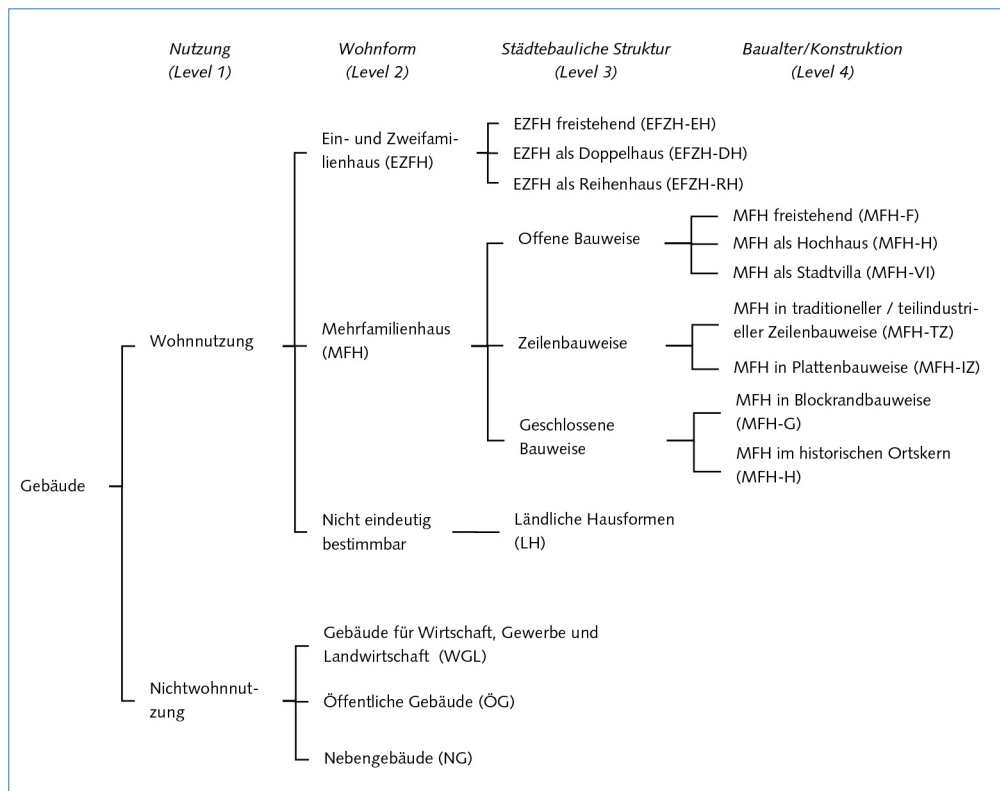 Nutzung
(Level 1)
Wohnform
(Level 2)
Städtebauliche Struktur
(Level 3)
Baualter/Konstruktion
(Level 4)
Gebäude
Wohnnutzung
Ein- und Zweifami-
lienhaus (EZFH)
EZFH freistehend (EFZH-EH)
EZFH als Doppelhaus (EFZH-DH)
EZFH als Reihenhaus (EFZH-RH)
Mehrfamilienhaus
(MFH)
Offene Bauweise
MFH freistehend (MFH-F)
MFH als Hochhaus (MFH-H)
MFH als Stadtvilla (MFH-VI)
Zeilenbauweise
MFH in traditioneller / teilindustri-
eller Zeilenbauweise (MFH-TZ)
MFH in Plattenbauweise (MFH-IZ)
Geschlossene
Bauweise
MFH in Blockrandbauweise
(MFH-G)
MFH im historischen Ortskern
(MFH-H)
Nicht eindeutig
bestimmbar
Ländliche Hausformen
(LH)
Nichtwohnnut-
zung
Gebäude für Wirtschaft, Gewerbe und
Landwirtschaft (WGL)
Öffentliche Gebäude (ÖG)
Nebengebäude (NG)